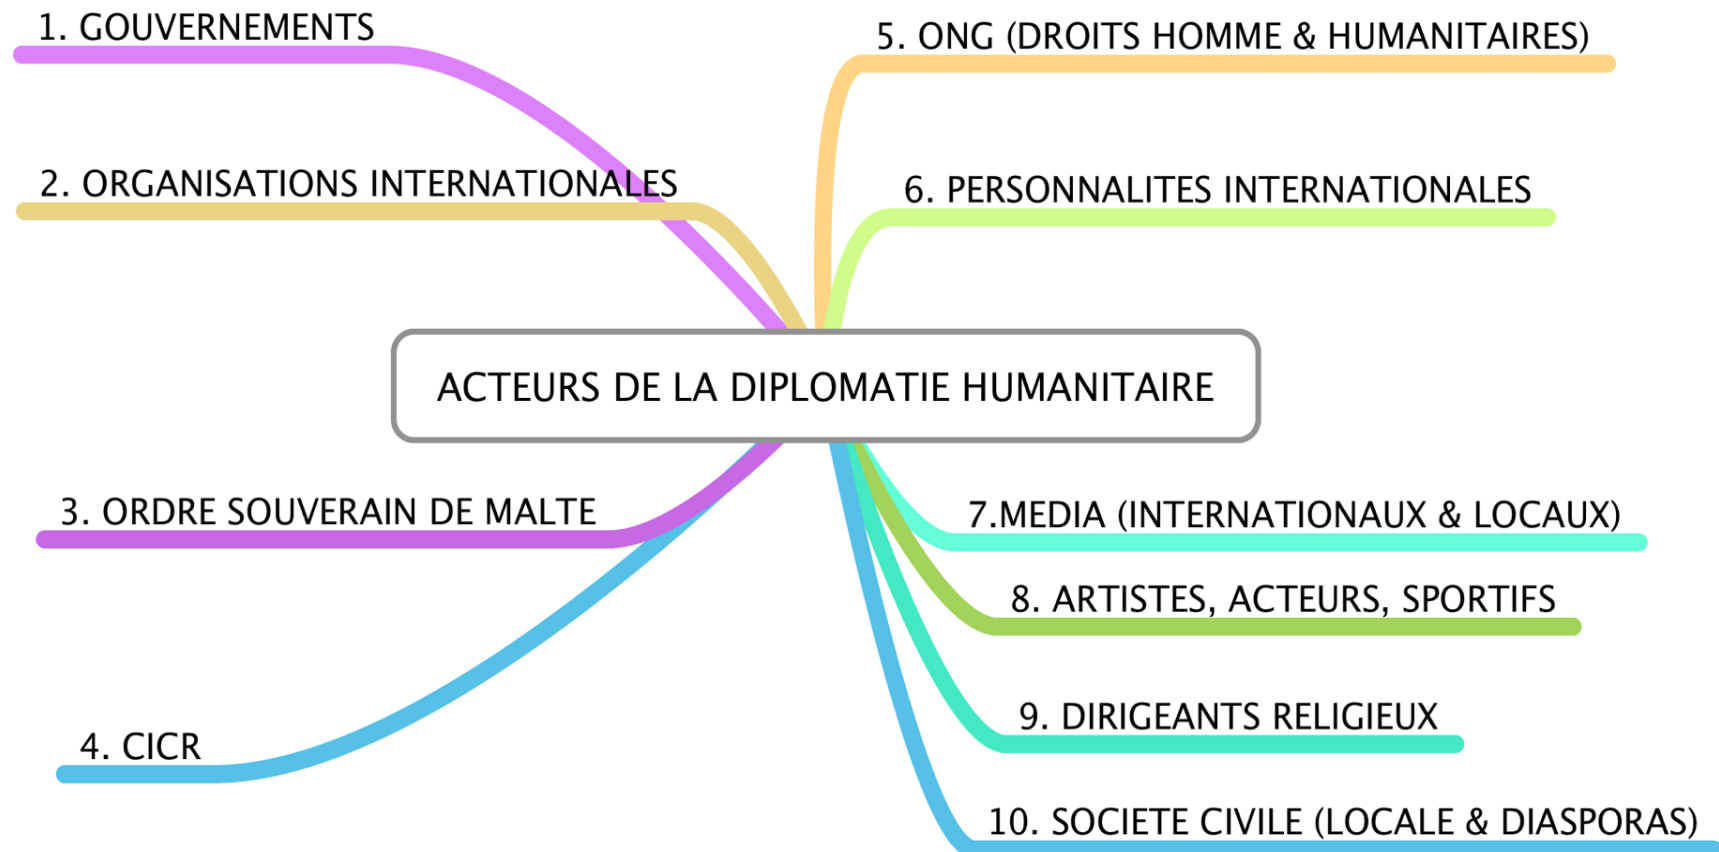 1. GOUVERNEMENTS
2. ORGANISATIONS INTERNATIONALES
3. ORDRE SOUVERAIN DE MALTE
4. CICR
ACTEURS DE LA DIPLOMATIE HUMANITAIRE
5. ONG (DROITS HOMME & HUMANITAIRES)
6. PERSONNALITES INTERNATIONALES
7.MEDIA (INTERNATIONAUX & LOCAUX)
8. ARTISTES, ACTEURS, SPORTIFS
9. DIRIGEANTS RELIGIEUX
10. SOCIETE CIVILE (LOCALE & DIASPORAS)